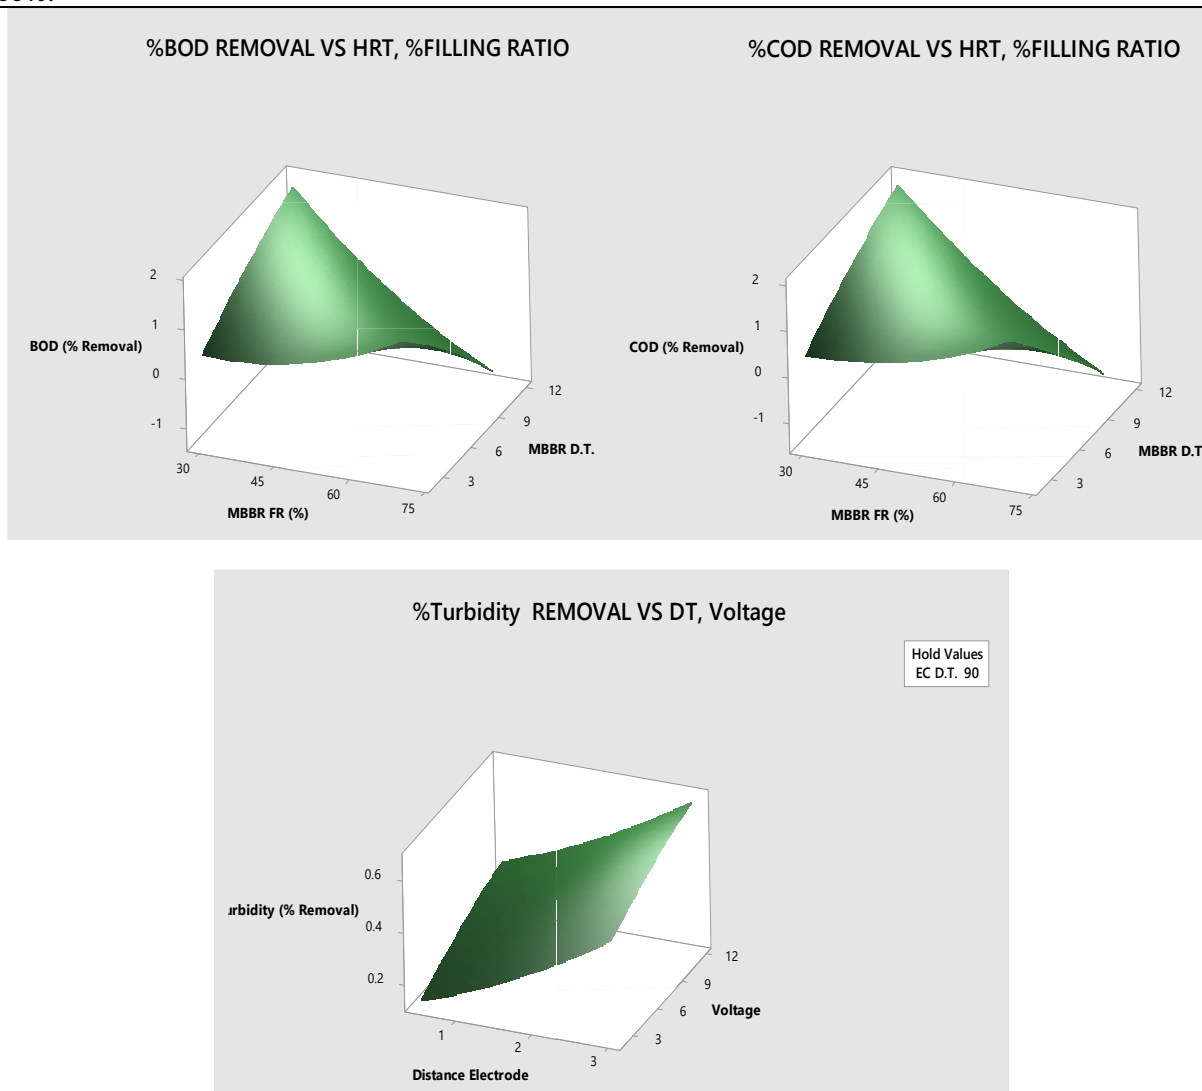 %BOD REMOVAL VS HRT, %FILLING RATIO
2
1
BOD (% Removal)
0
-1
12
9
6
MBBR D.T.
3
30
45
60
75
MBBR FR (%)
%COD REMOVAL VS HRT, %FILLING RATIO
2
1
COD (% Removal)
0
-1
12
9
6
MBBR D.T
3
30
45
60
75
MBBR FR (%)
%Turbidity REMOVAL VS DT, Voltage
Hold Values
EC D.T. 90
0.6
urbidity (% Removal)
0.4
0.2
12
9
6
Voltage
3
1
2
3
Distance Electrode